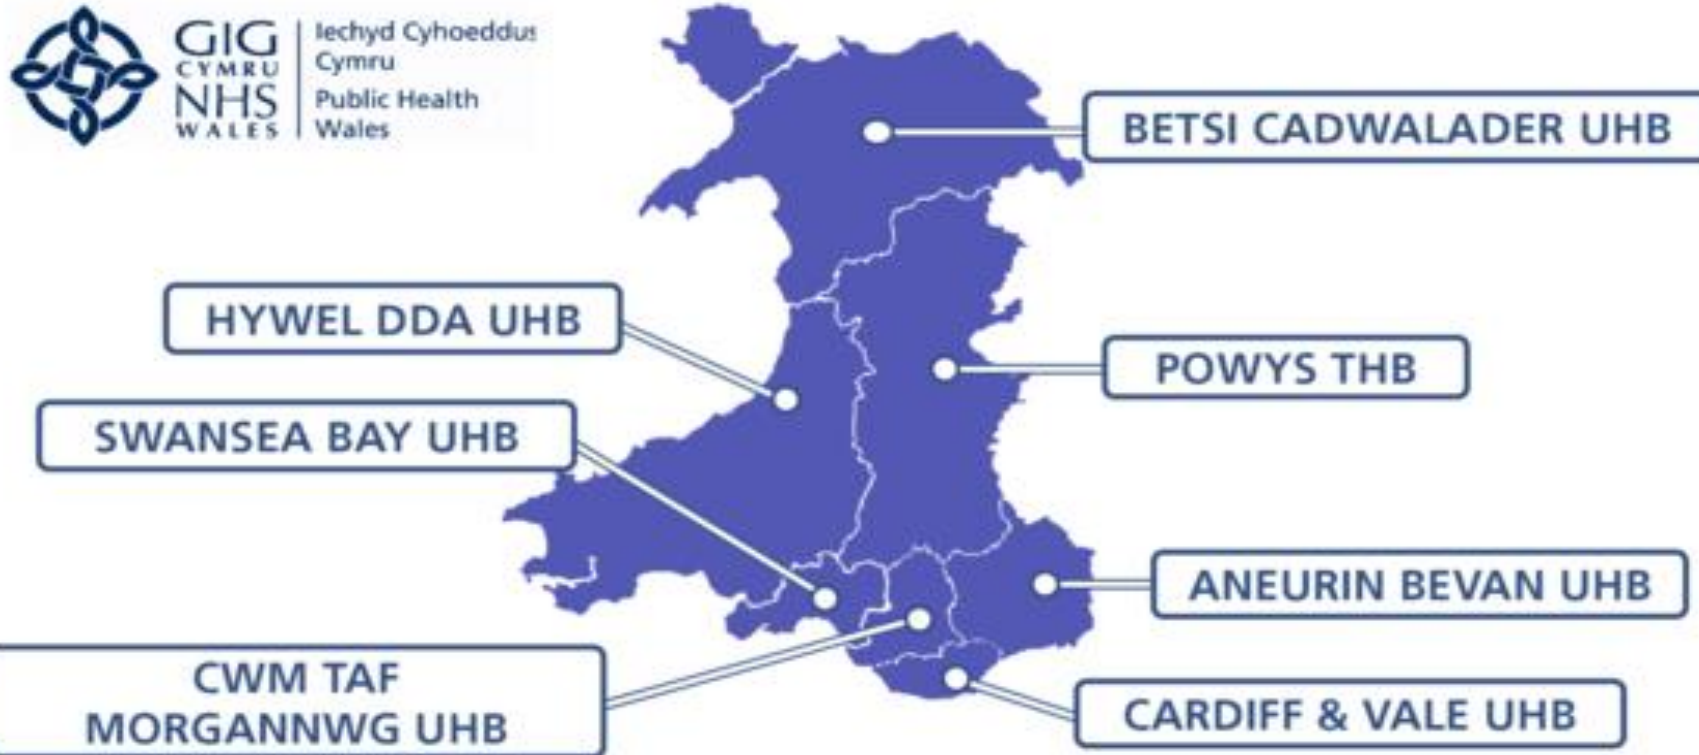 GIG
CYMRU
NHS
WALES
Iechyd Cyhoeddus
Cymru
Public Health
Wales
BETSI CADWALADER UHB
HYWEL DDA UHB
POWYS THB
SWANSEA BAY UHB
ANEURIN BEVAN UHB
CWM TAF
MORGANNWG UHB
CARDIFF & VALE UHB